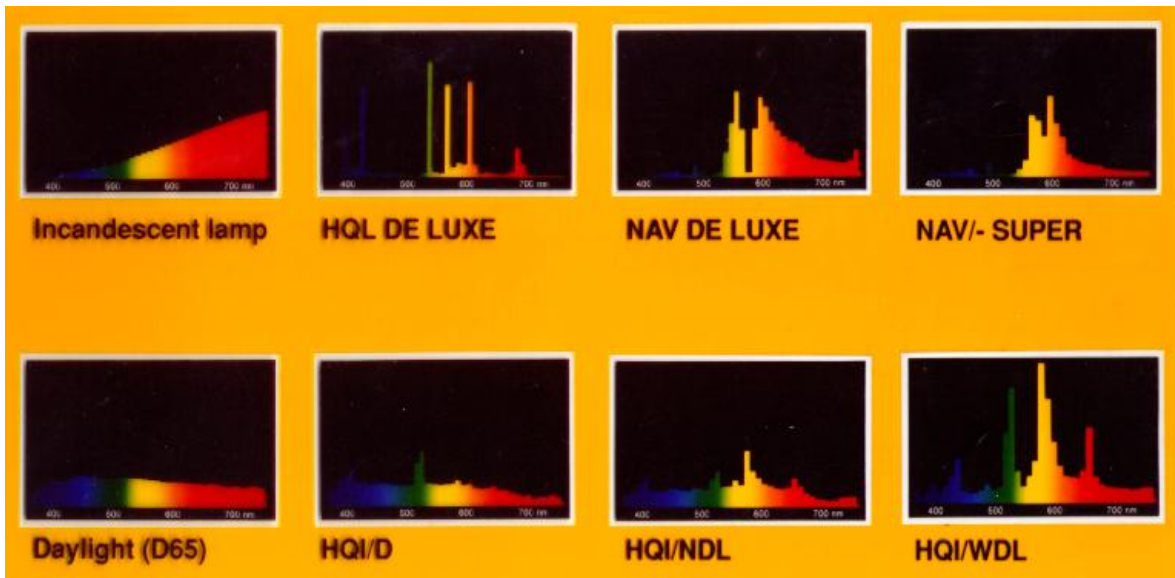 400 500 600 700 nm
400 500 600 700 nm
400 500 600 700 nm
400 500 600 700 nm
Incandescent lamp
HQL DE LUXE
NAV DE LUXE
NAV/- SUPER
400 500 600 700 nm
400 500 600 700 nm
400 500 600 700 nm
400 500 600 700 nm
Daylight (D65)
HQI/D
HQI/NDL
HQI/WDL